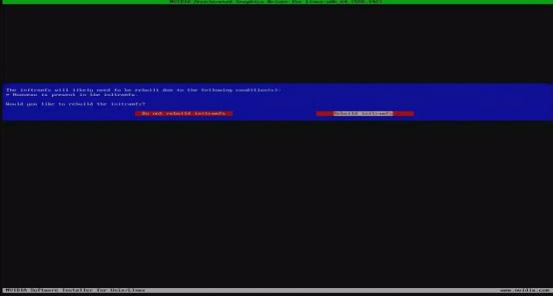 NVIDIA Accelerated Graphics Driver for Linux-x86_64
The initramfs will likely need to be rebuilt due to the following condition(s):
- Nouveau is present in the initramfs.
Would you like to rebuild the initramfs?
Do not rebuild initramfs
Rebuild initramfs
NVIDIA Software Installer for Unix/Linux
www.nvidia.com